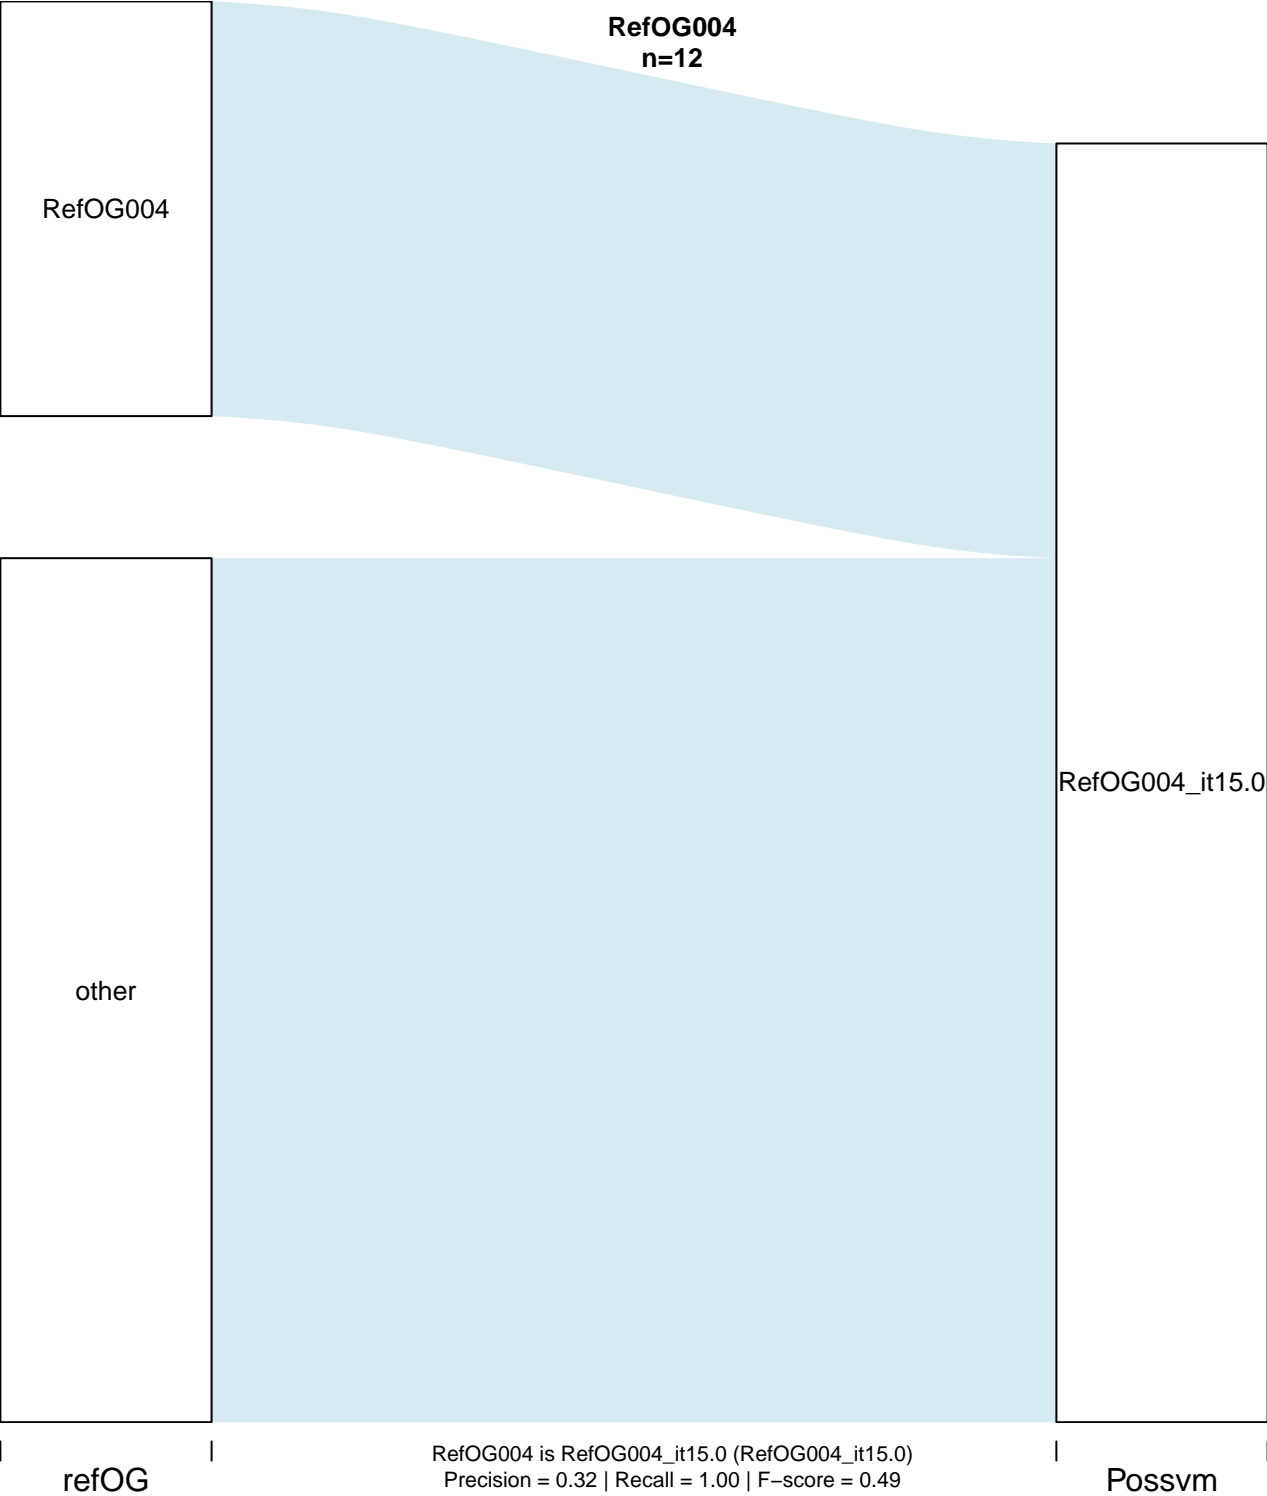 RefOG004
n=12
RefOG004
RefOG004_it15.0
other
RefOG004 is RefOG004_it15.0 (RefOG004_it15.0)
Precision = 0.32 | Recall = 1.00 | F−score = 0.49
refOG
Possvm